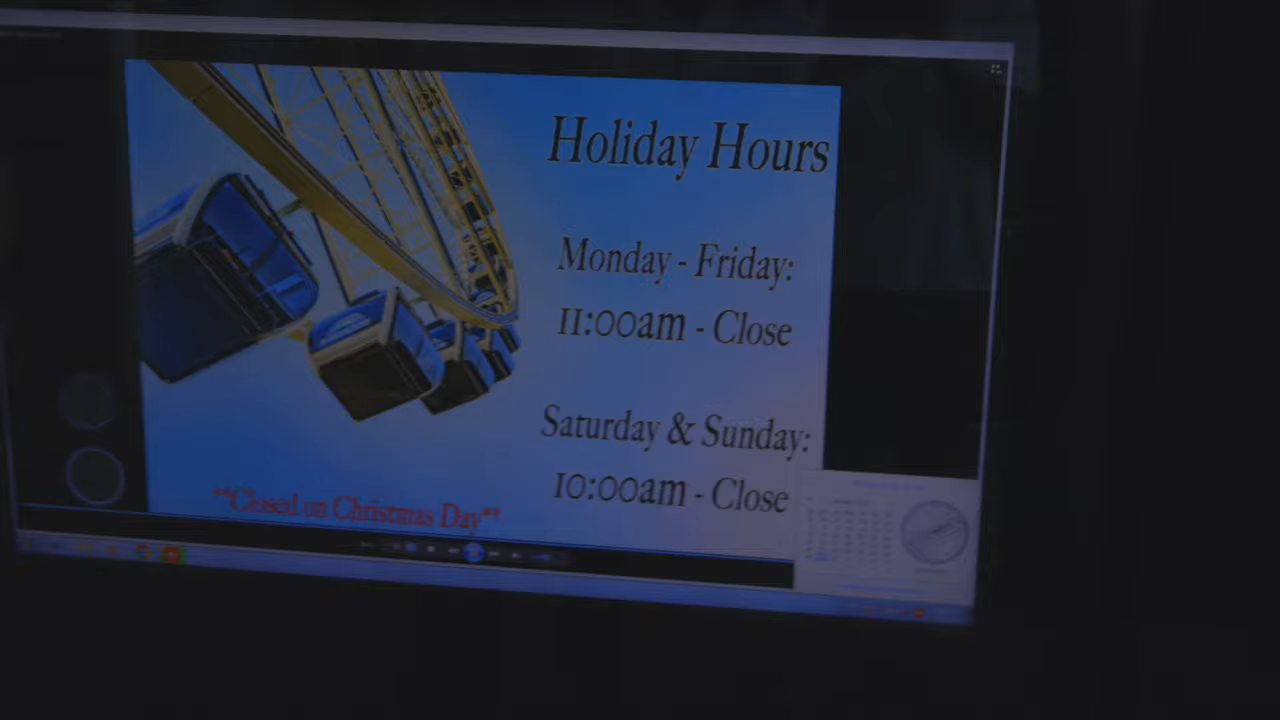 Holiday Hours
Monday - Friday:
11:00am - Close
Saturday & Sunday:
10:00am - Close
**Closed on Christmas Day**